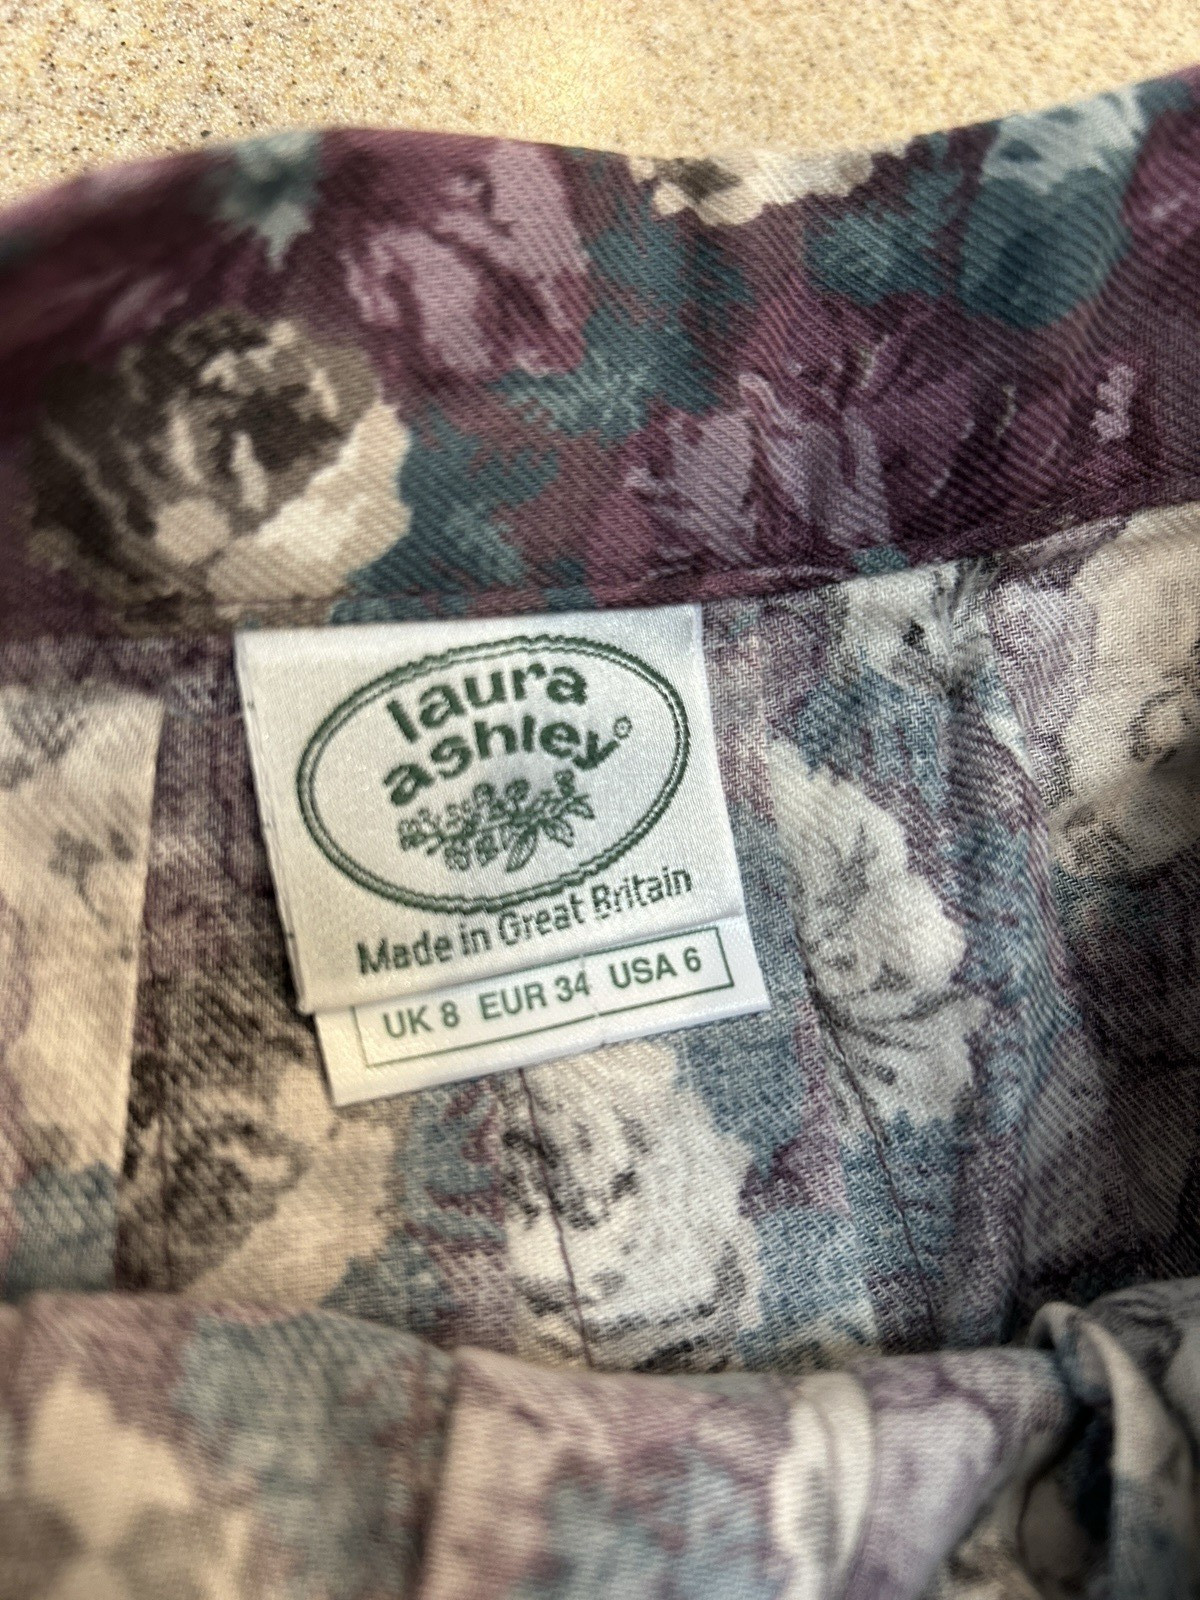 laura
ashley®
Made in Great Britain
UK 8 EUR 34 USA 6